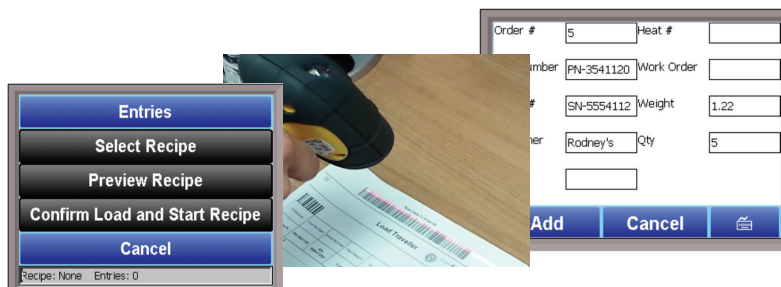 Entries
Select Recipe
Preview Recipe
Confirm Load and Start Recipe
Cancel
Recipe: None Entries: 0
Load Traveller
Order # 5 Heat #
umber PN-3541120 Work Order
# SN-5554112 Weight 1.22
ner Rodney's Qty 5
Add Cancel